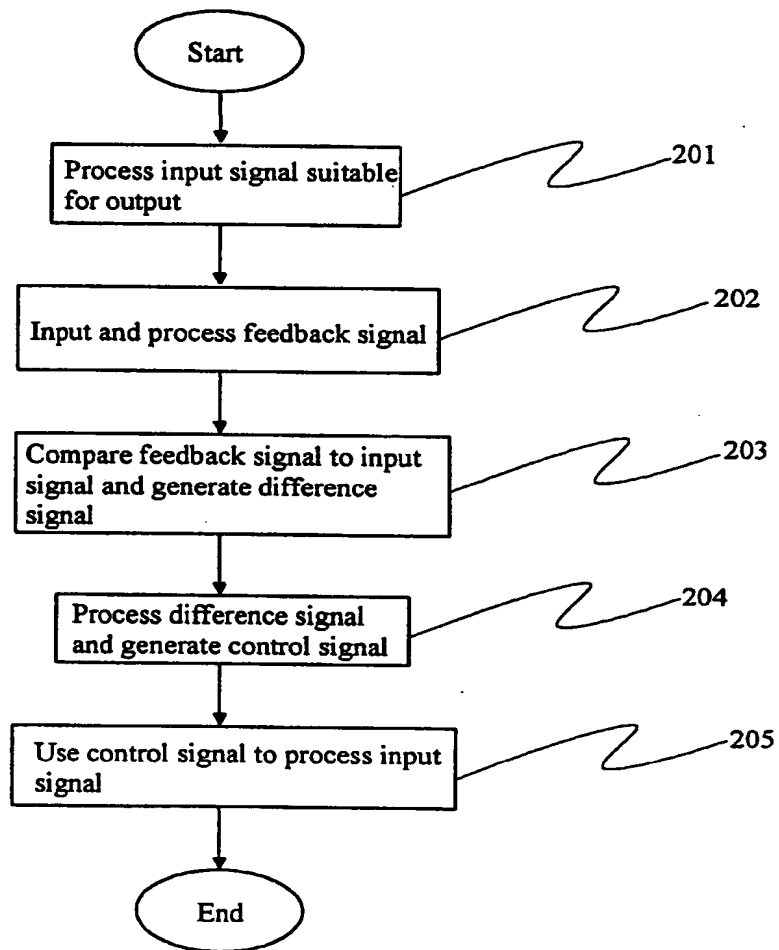 Start
Process input signal suitable
for output
201
Input and process feedback signal
202
Compare feedback signal to input
signal and generate difference
signal
203
Process difference signal
and generate control signal
204
Use control signal to process input
signal
205
End